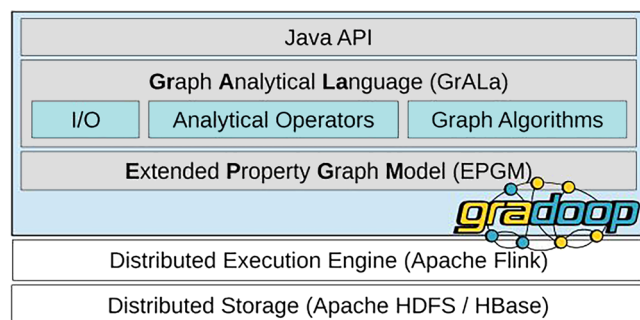 Java API
Graph Analytical Language (GrALa)
I/O Analytical Operators Graph Algorithms
Extended Property Graph Model (EPGM)
gradoop
Distributed Execution Engine (Apache Flink)
Distributed Storage (Apache HDFS / HBase)